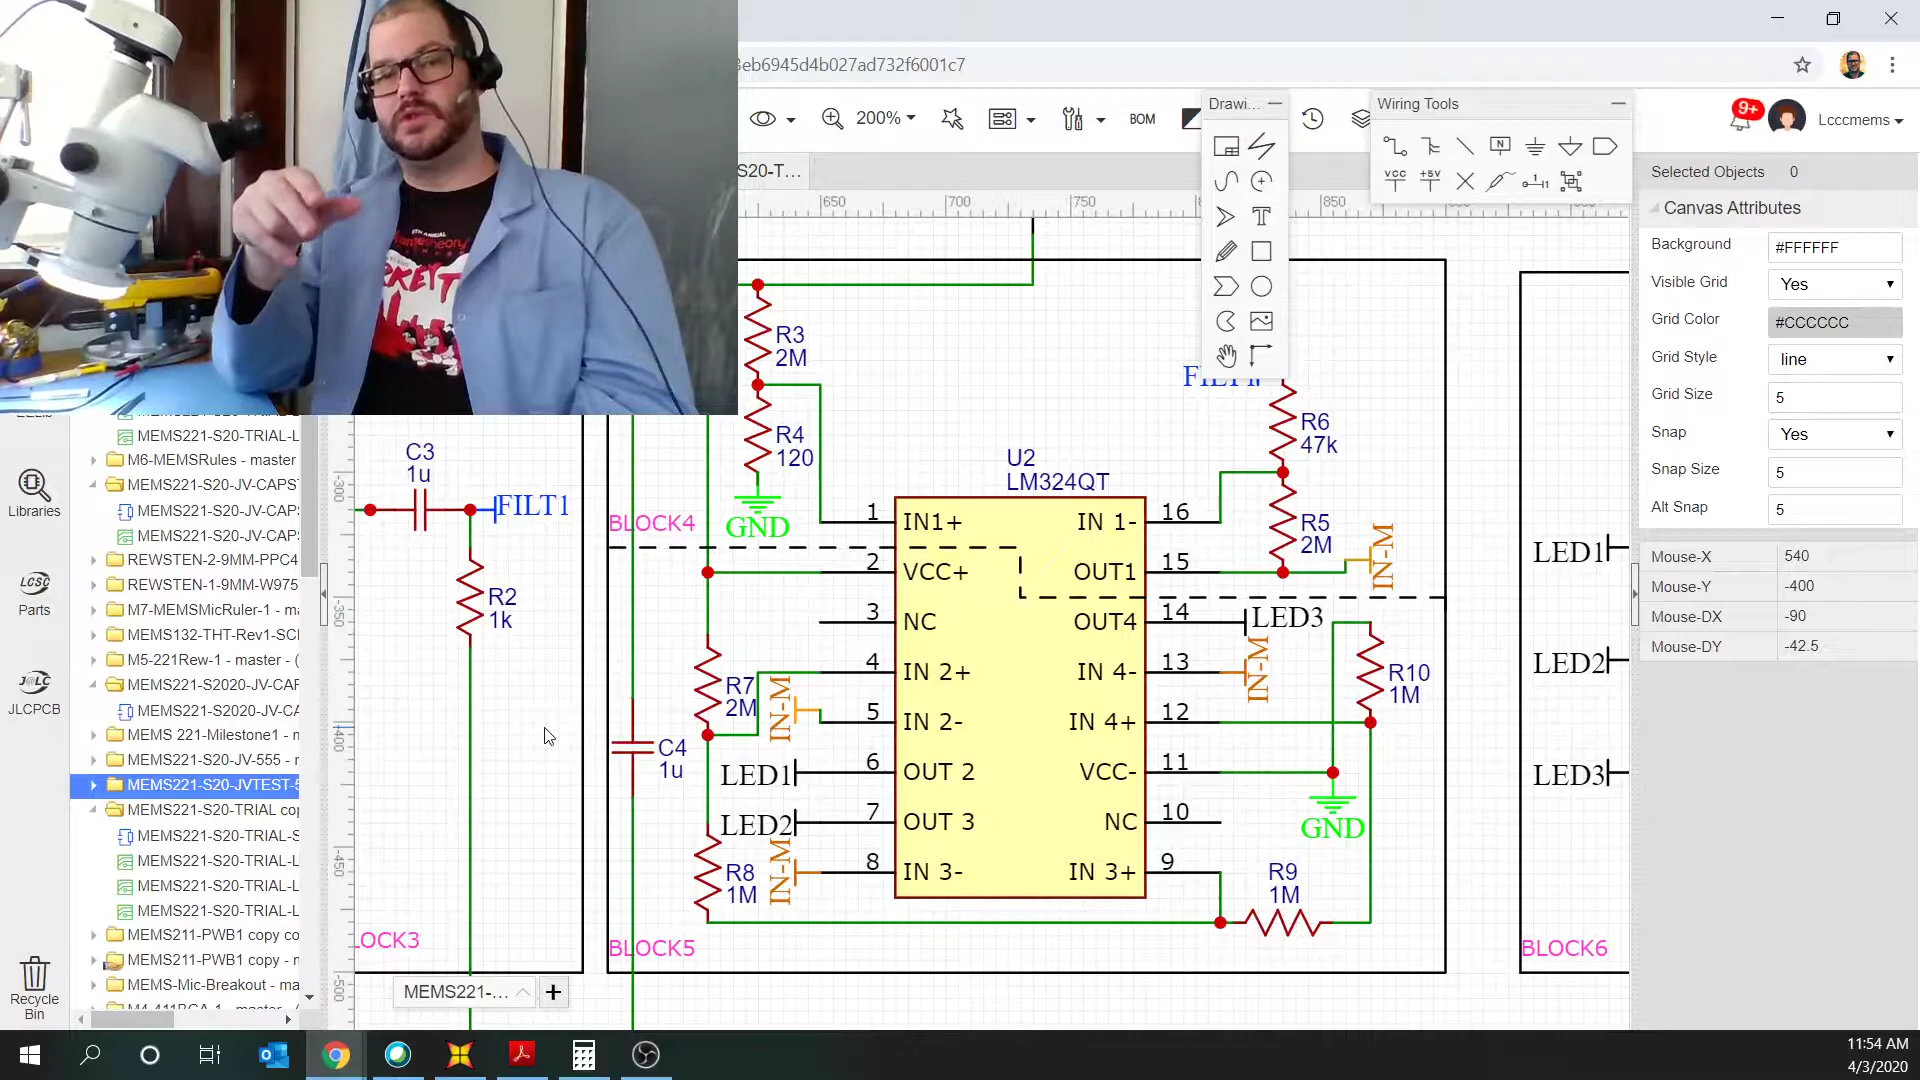 3eb6945d4b027ad732f6001c7
200%
BOM
Drawi...
Wiring Tools
9+
Lcccmems
S20-T...
650
700
750
850
N
VCC
+5V
Selected Objects 0
Canvas Attributes
Background #FFFFFF
Visible Grid Yes
Grid Color #CCCCCC
Grid Style line
Grid Size 5
Snap Yes
Snap Size 5
Alt Snap 5
Mouse-X 540
Mouse-Y -400
Mouse-DX -90
Mouse-DY -42.5
Libraries
LCSC
Parts
J@LC
JLCPCB
Recycle
Bin
MEMS221-S20-TRIAL-L
M6-MEMSRules - master
MEMS221-S20-JV-CAPS
MEMS221-S20-JV-CAP
MEMS221-S20-JV-CAP
REWSTEN-2-9MM-PPC4
REWSTEN-1-9MM-W975
M7-MEMSMicRuler-1 - ma
MEMS132-THT-Rev1-SCI
M5-221Rew-1 - master - (
MEMS221-S2020-JV-CAF
MEMS221-S2020-JV-CA
MEMS 221-Milestone1 - n
MEMS221-S20-JV-555 - r
MEMS221-S20-JVTEST-5
MEMS221-S20-TRIAL cop
MEMS221-S20-TRIAL-S
MEMS221-S20-TRIAL-L
MEMS221-S20-TRIAL-L
MEMS221-S20-TRIAL-L
MEMS211-PWB1 copy co
MEMS211-PWB1 copy - r
MEMS-Mic-Breakout - ma
-300
-350
-400
-450
-500
C3
1u
FILT1
R2
1k
LOCK3
MEMS221-...
R3
2M
R4
120
GND
BLOCK4
U2
LM324QT
1 IN1+
2 VCC+
3 NC
4 IN 2+
5 IN 2-
6 OUT 2
7 OUT 3
8 IN 3-
IN 1- 16
OUT1 15
OUT4 14
IN 4- 13
IN 4+ 12
VCC- 11
NC 10
IN 3+ 9
R6
47k
R5
2M
IN-M
LED3
IN-M
R10
1M
GND
R9
1M
R7
2M
IN-M
C4
1u
LED1
LED2
IN-M
R8
1M
BLOCK5
LED1
LED2
LED3
BLOCK6
11:54 AM
4/3/2020